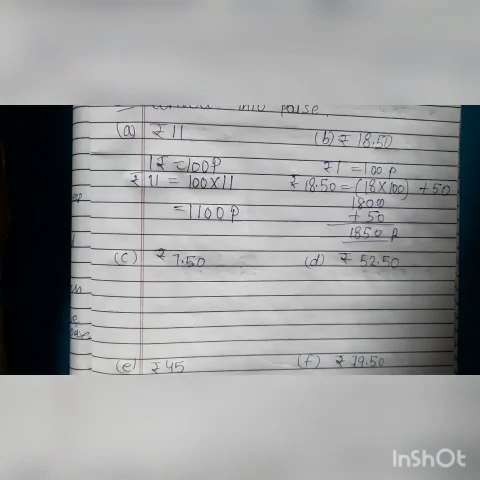 into paise.
(a) ₹ 11
(b) ₹ 18.50
1₹ = 100P
₹ 11 = 100×11
= 1100 P
₹1 = 100 P
₹ 18.50 = (18×100) + 50
1800
+ 50
1850 P
(c) ₹ 7.50
(d) ₹ 52.50
(e) ₹ 45
(f) ₹ 79.50
InShOt